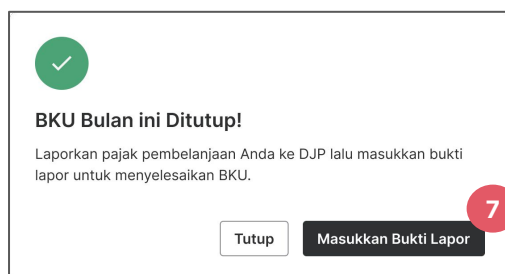 BKU Bulan ini Ditutup!
Laporkan pajak pembelanjaan Anda ke DJP lalu masukkan bukti
lapor untuk menyelesaikan BKU.
7
Tutup
Masukkan Bukti Lapor